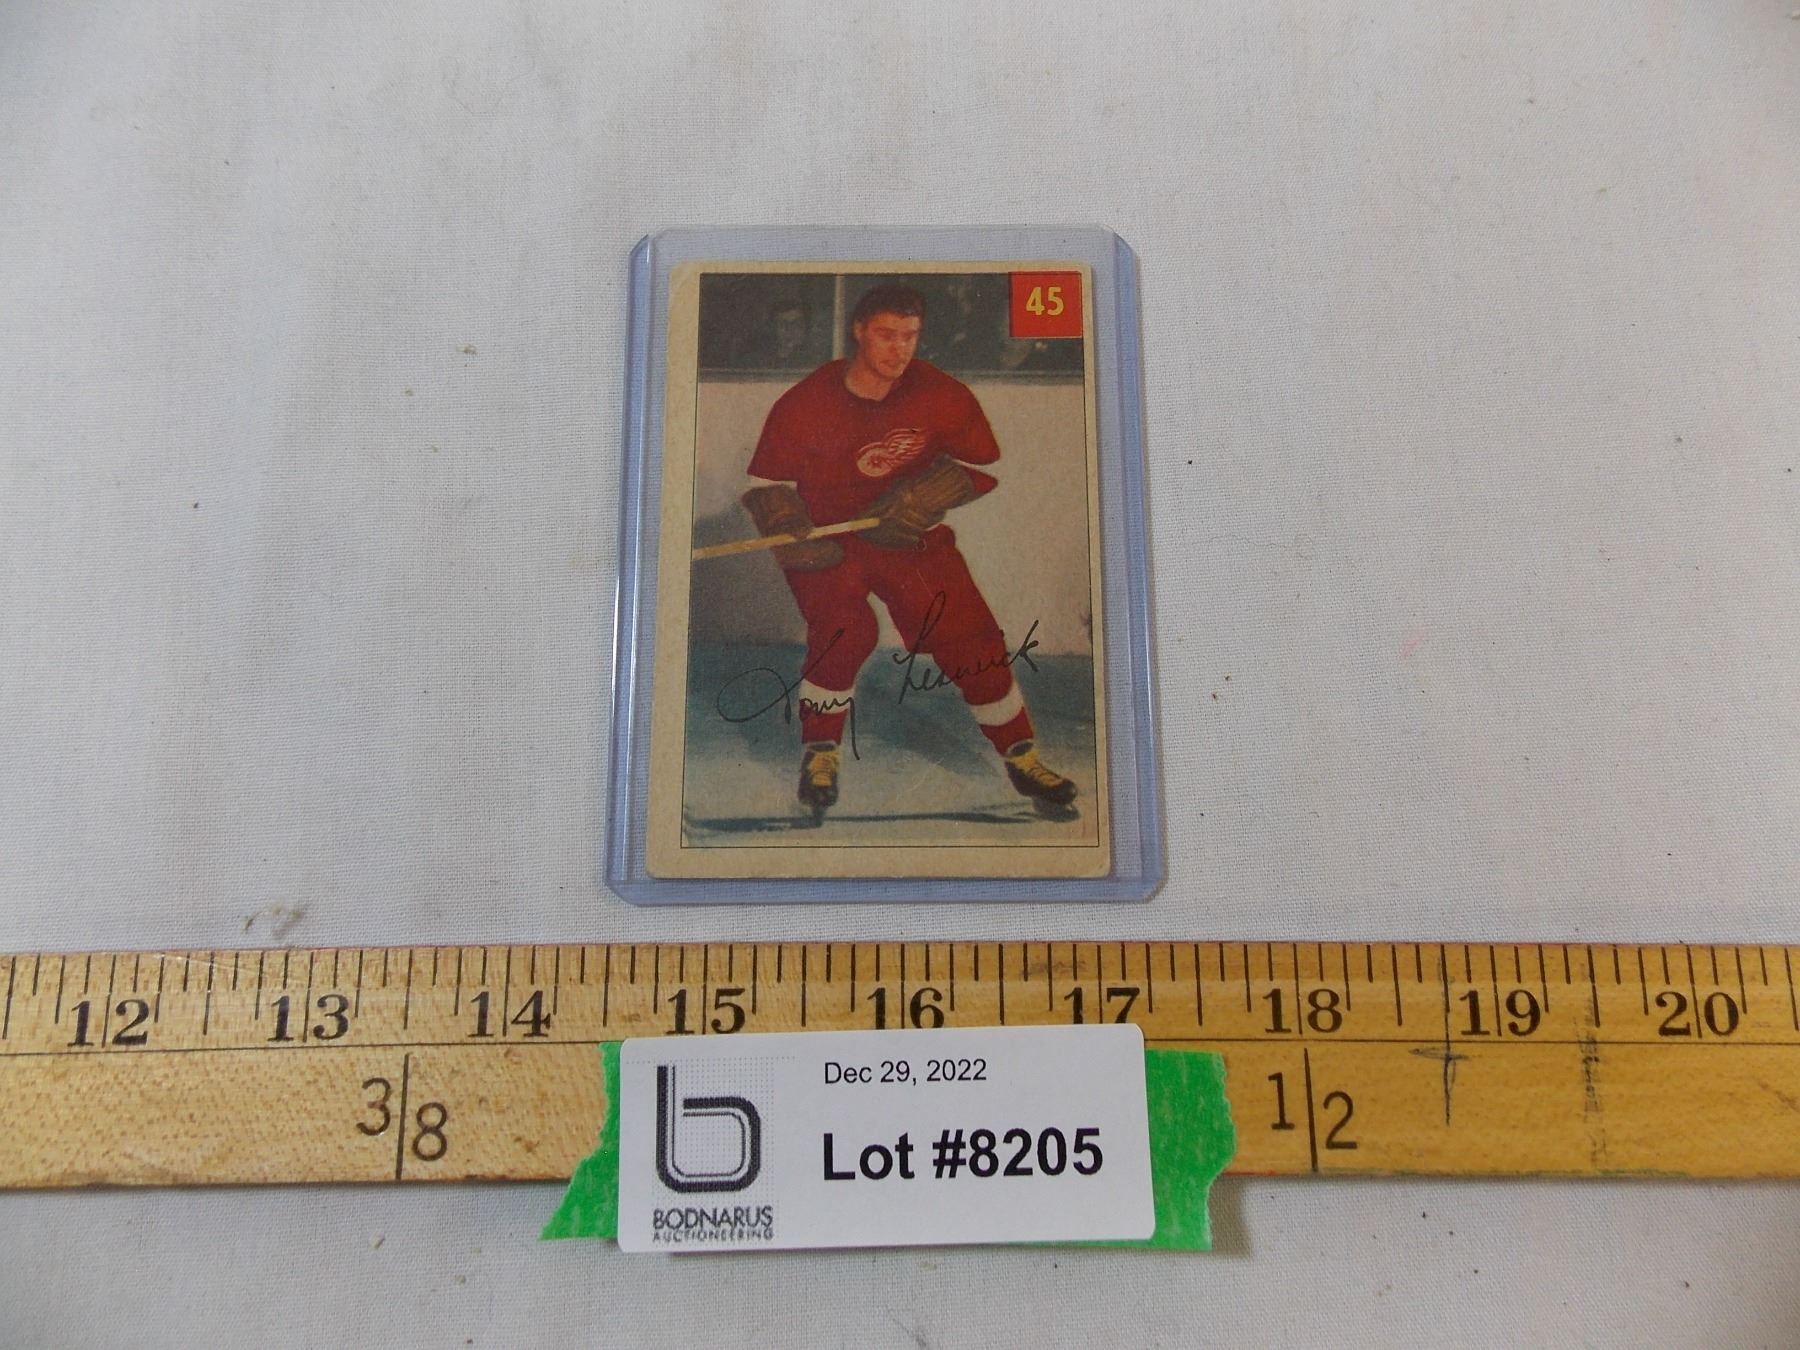 45
Tony Leswick
12 13 14 15 16 17 18 19 20
3/8 1/2
Dec 29, 2022
Lot #8205
BODNARUS
AUCTIONEERING